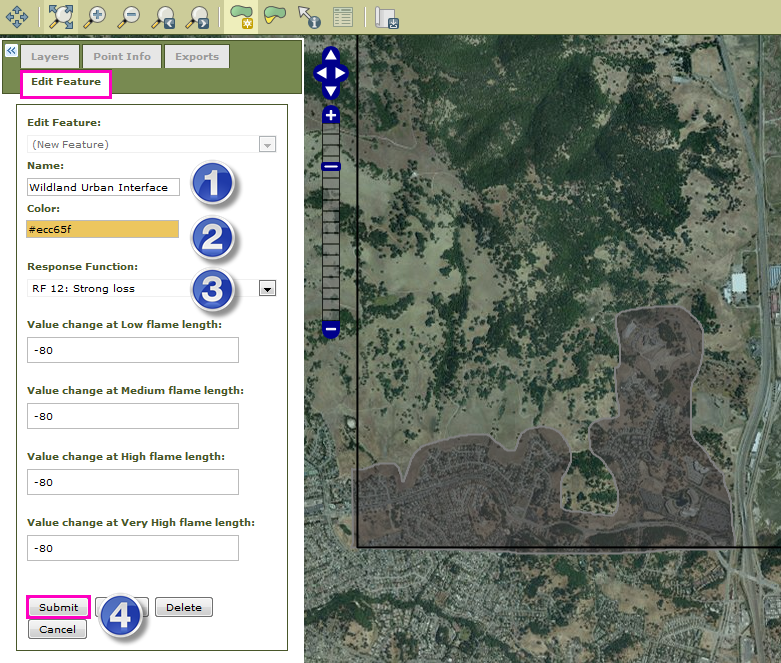 Layers
Point Info
Exports
Edit Feature
Edit Feature:
(New Feature)
Name:
Wildland Urban Interface
1
Color:
#ecc65f
2
Response Function:
RF 12: Strong loss
3
Value change at Low flame length:
-80
Value change at Medium flame length:
-80
Value change at High flame length:
-80
Value change at Very High flame length:
-80
Submit
4
Delete
Cancel